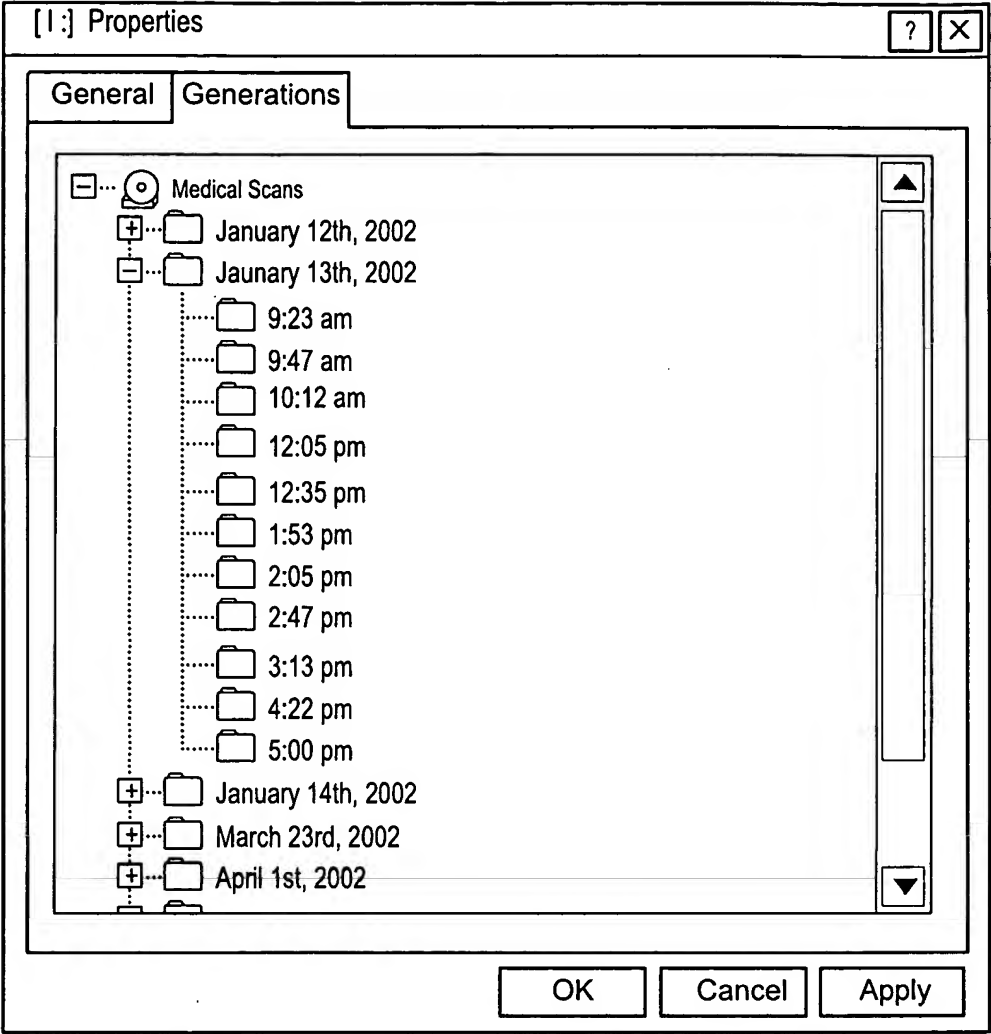 [I:] Properties
?
X
General
Generations
Medical Scans
January 12th, 2002
Jaunary 13th, 2002
9:23 am
9:47 am
10:12 am
12:05 pm
12:35 pm
1:53 pm
2:05 pm
2:47 pm
3:13 pm
4:22 pm
5:00 pm
January 14th, 2002
March 23rd, 2002
April 1st, 2002
OK
Cancel
Apply